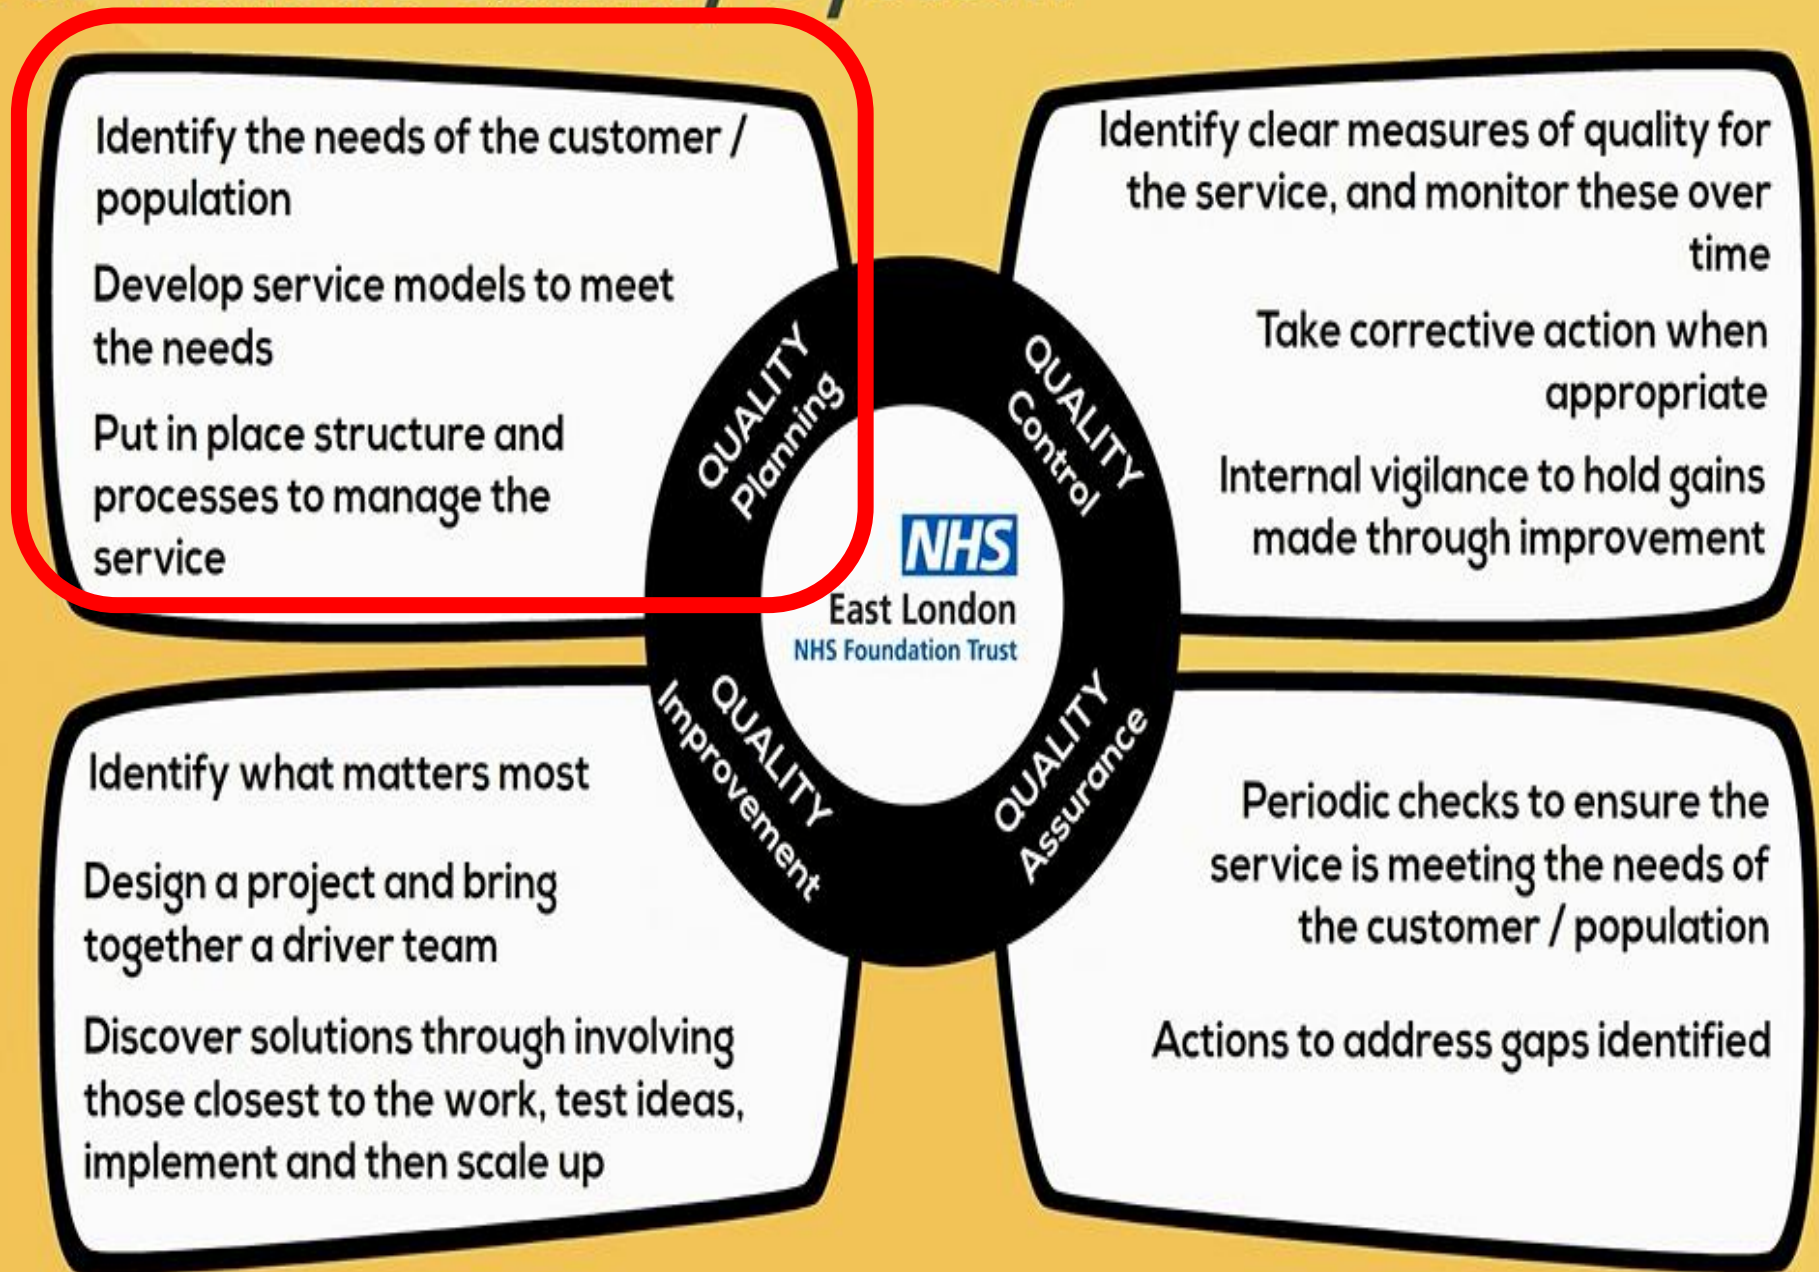 Identify the needs of the customer /
population
Develop service models to meet
the needs
Put in place structure and
processes to manage the
service
QUALITY
Planning
Identify clear measures of quality for
the service, and monitor these over
time
Take corrective action when
appropriate
Internal vigilance to hold gains
made through improvement
QUALITY
Control
NHS
East London
NHS Foundation Trust
Identify what matters most
Design a project and bring
together a driver team
Discover solutions through involving
those closest to the work, test ideas,
implement and then scale up
QUALITY
Improvement
Periodic checks to ensure the
service is meeting the needs of
the customer / population
Actions to address gaps identified
QUALITY
Assurance